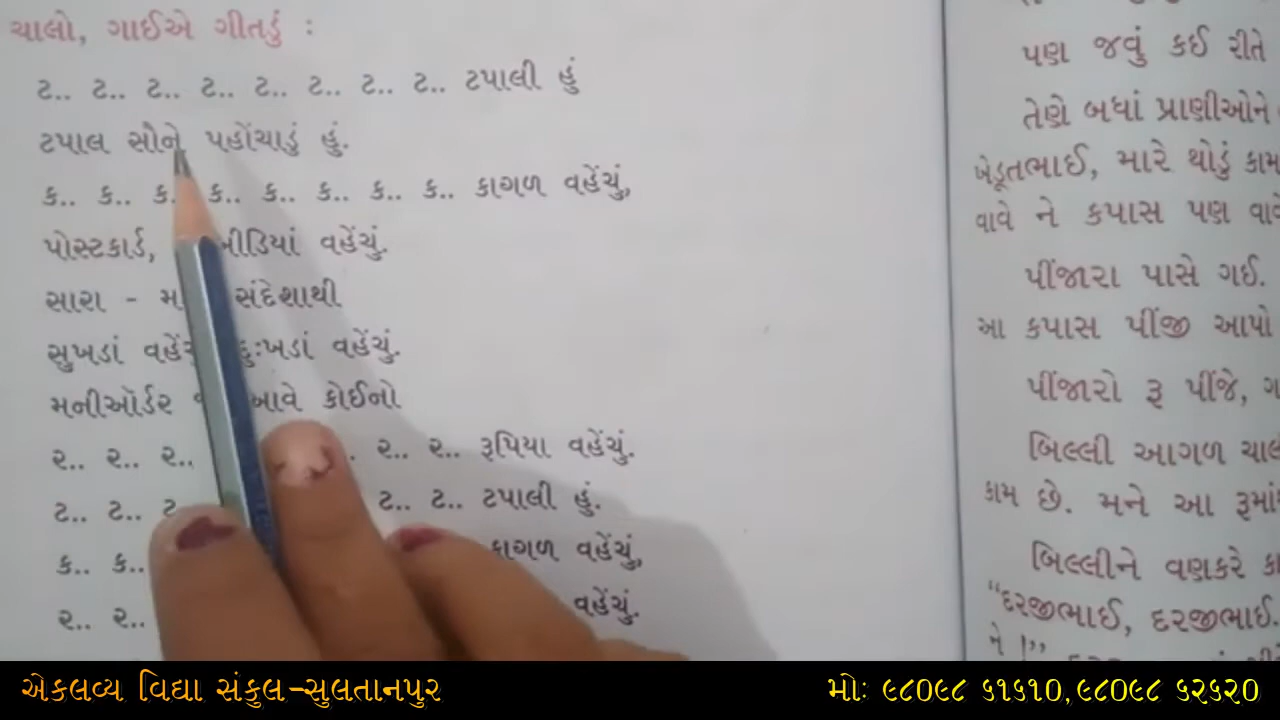 ચાલો, ગાઈએ ગીતડું :
ટ.. ટ.. ટ.. ટ.. ટ.. ટ.. ટ.. ટ.. ટપાલી હું
ટપાલ સૌને પહોંચાડું હું.
ક.. ક.. ક.. ક.. ક.. ક.. ક.. ક.. કાગળ વહેંચું,
પોસ્ટકાર્ડ, વહેંચું.
સારા - સંદેશાથી
સુખડાં દુઃખડાં વહેંચું.
મનીઑર્ડર કોઈનો
ર.. ર.. ર.. ર.. ર.. રૂપિયા વહેંચું.
ટ.. ટ.. ટ.. ટ.. ટપાલી હું.
ક.. ક.. કાગળ વહેંચું,
ર.. ર.. વહેંચું.
પણ જવું કઈ રીતે
તેણે બધાં પ્રાણીઓને
ખેડૂતભાઈ, મારે થોડું કામ
વાવે ને કપાસ પણ
પીંજારા પાસે ગઈ.
આ કપાસ પીંજી આપો
પીંજારો રૂ પીંજે,
બિલ્લી આગળ
કામ છે. મને આ
બિલ્લીને વણકરે
“દરજીભાઈ, દરજીભાઈ.
ને !”
એકલવ્ય વિદ્યા સંકુલ-સુલતાનપુર
મોઃ ૯૮૦૯૮ ૬૧૬૧૦,૯૮૦૯૮ ૬૨૬૨૦